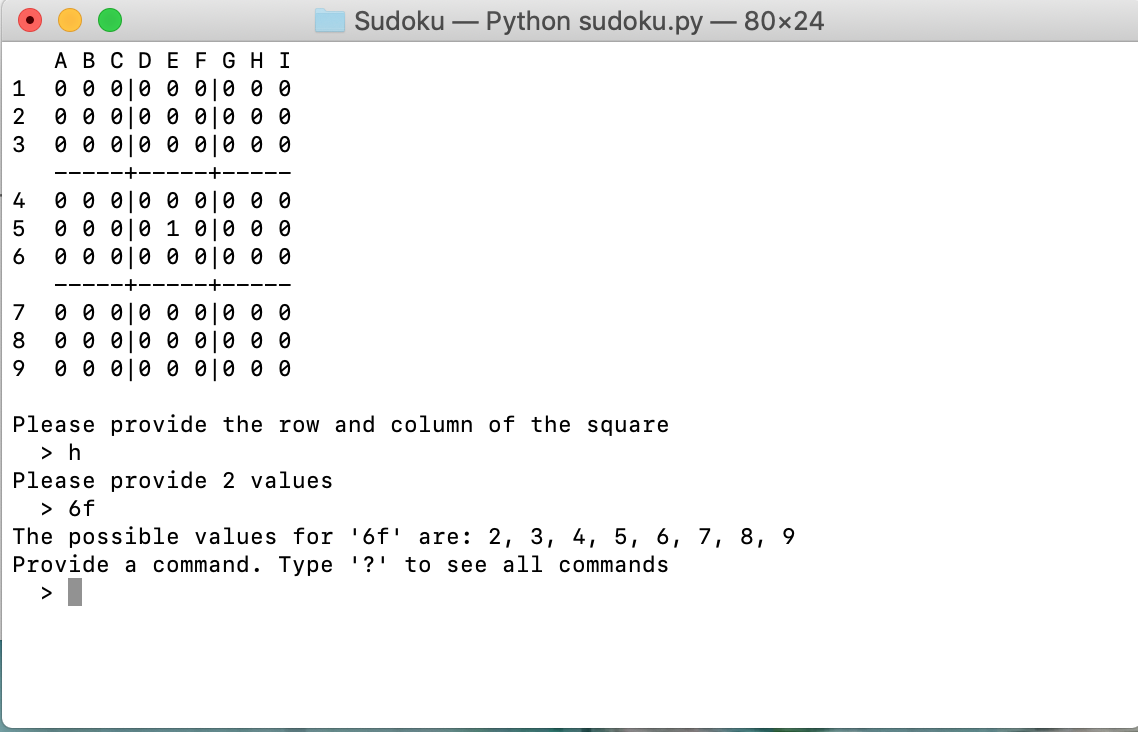 Sudoku — Python sudoku.py — 80×24
   A B C D E F G H I
1  0 0 0|0 0 0|0 0 0
2  0 0 0|0 0 0|0 0 0
3  0 0 0|0 0 0|0 0 0
   -----+-----+-----
4  0 0 0|0 0 0|0 0 0
5  0 0 0|0 1 0|0 0 0
6  0 0 0|0 0 0|0 0 0
   -----+-----+-----
7  0 0 0|0 0 0|0 0 0
8  0 0 0|0 0 0|0 0 0
9  0 0 0|0 0 0|0 0 0
Please provide the row and column of the square
  > h
Please provide 2 values
  > 6f
The possible values for '6f' are: 2, 3, 4, 5, 6, 7, 8, 9
Provide a command. Type '?' to see all commands
  >